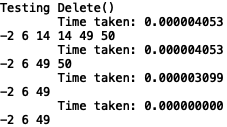 Testing Delete()
Time taken: 0.000004053
-2 6 14 14 49 50
Time taken: 0.000004053
-2 6 49 50
Time taken: 0.000003099
-2 6 49
Time taken: 0.000000000
-2 6 49